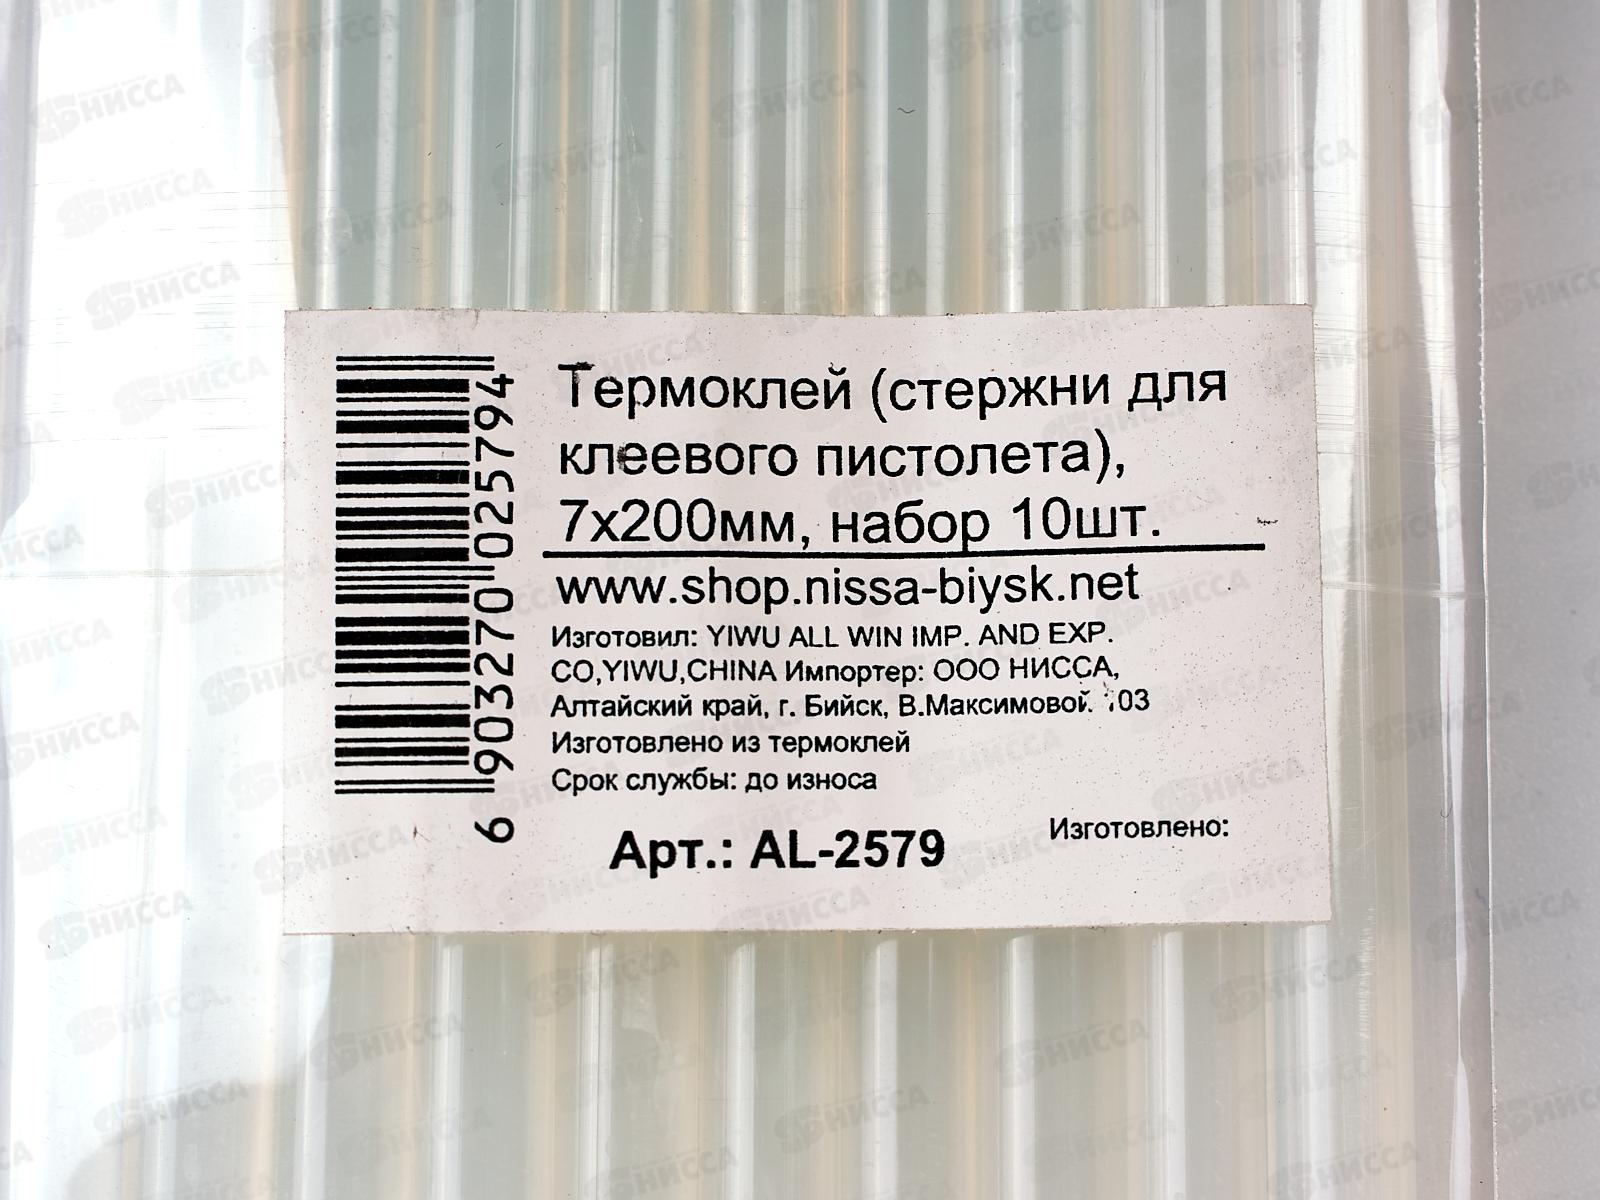 Термоклей (стержни для
клеевого пистолета),
7х200мм, набор 10шт.
www.shop.nissa-biysk.net
Изготовил: YIWU ALL WIN IMP. AND EXP.
CO,YIWU,CHINA Импортер: ООО НИССА,
Алтайский край, г. Бийск, В.Максимовой
Изготовлено из термоклей
Срок службы: до износа
Арт.: AL-2579
Изготовлено:
6903270025794
НИССА